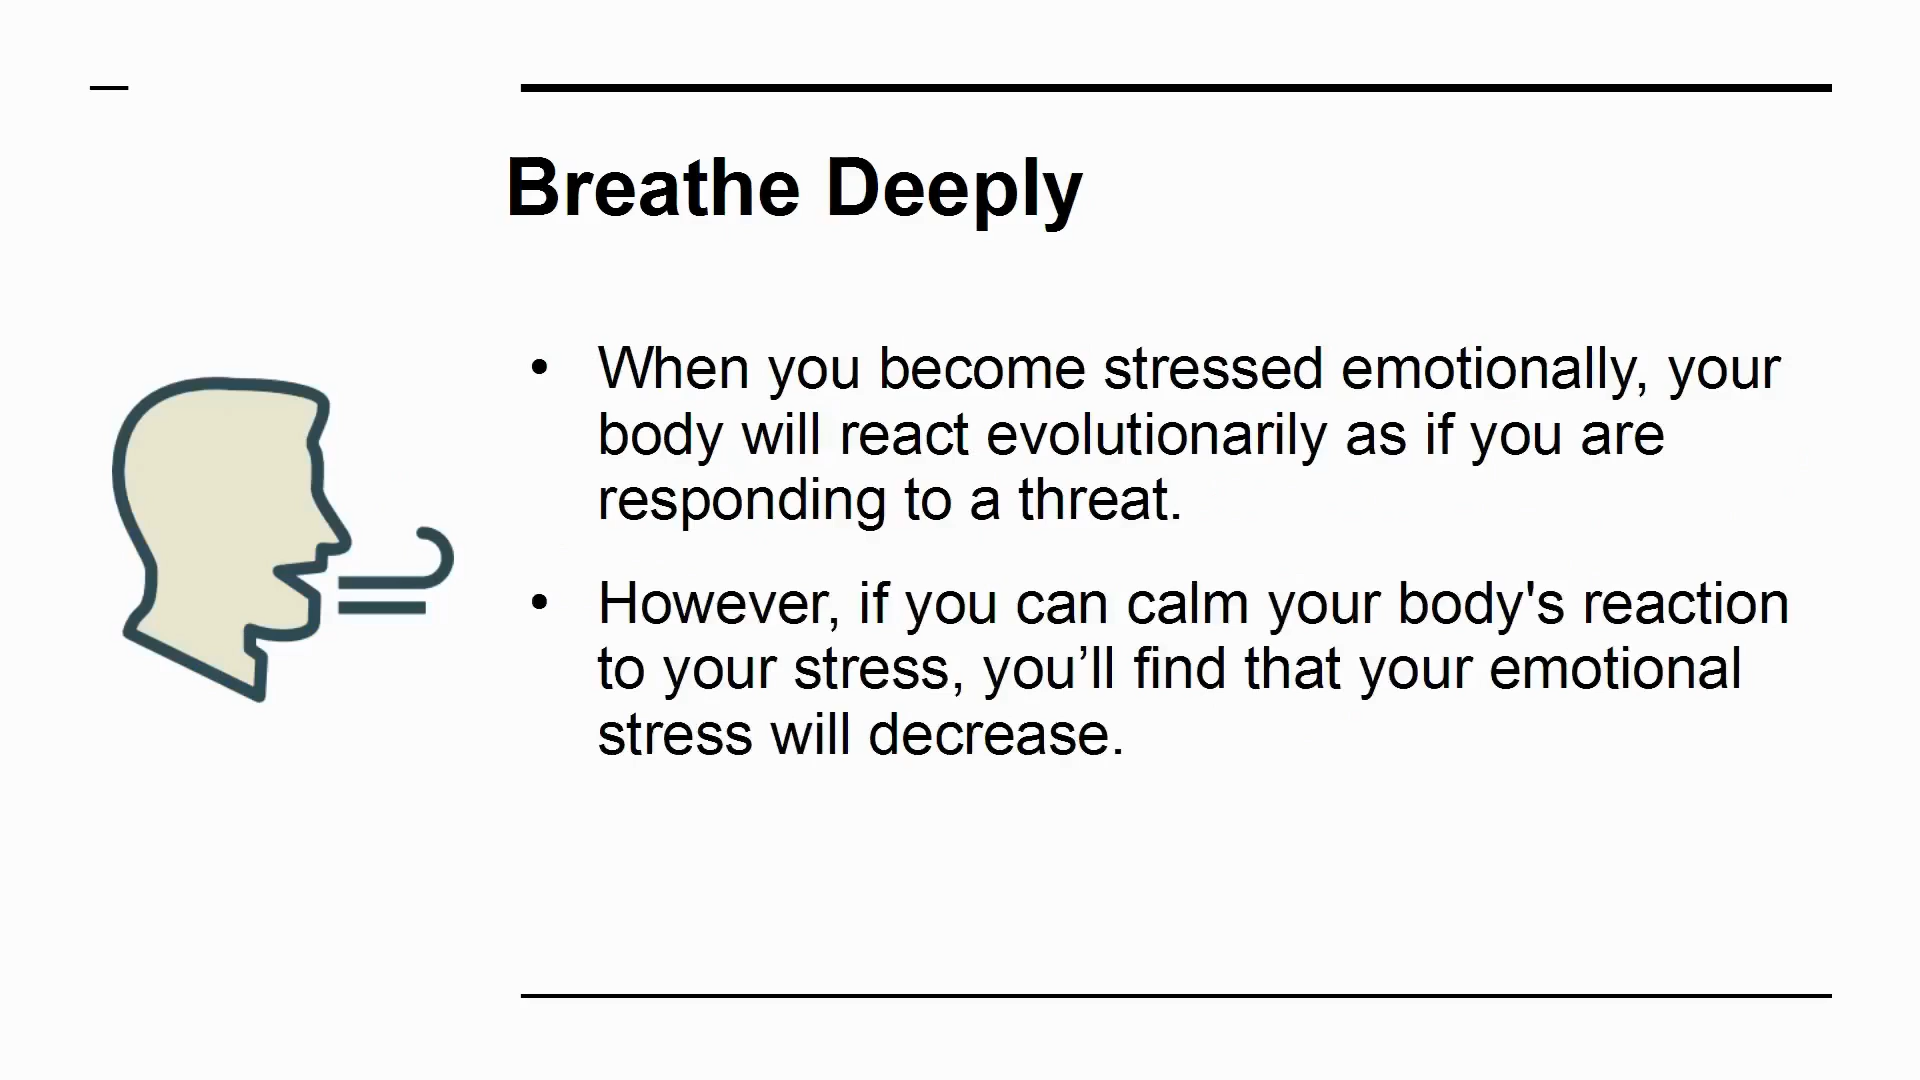 Breathe Deeply
• When you become stressed emotionally, your
body will react evolutionarily as if you are
responding to a threat.
• However, if you can calm your body's reaction
to your stress, you’ll find that your emotional
stress will decrease.